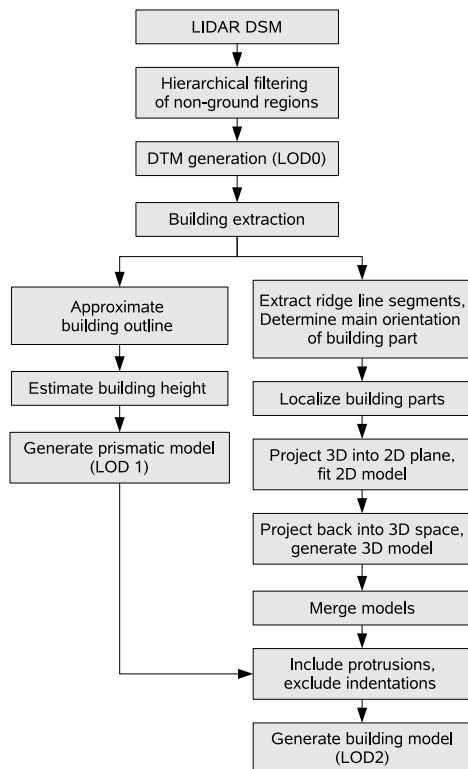 LIDAR DSM
Hierarchical filtering
of non-ground regions
DTM generation (LOD0)
Building extraction
Approximate
building outline
Estimate building height
Generate prismatic model
(LOD 1)
Extract ridge line segments,
Determine main orientation
of building part
Localize building parts
Project 3D into 2D plane,
fit 2D model
Project back into 3D space,
generate 3D model
Merge models
Include protrusions,
exclude indentations
Generate building model
(LOD2)